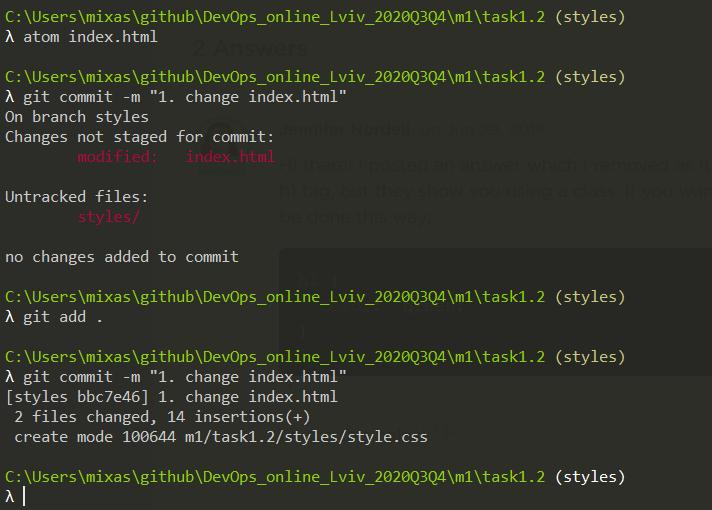 C:\Users\mixas\github\DevOps_online_Lviv_2020Q3Q4\m1\task1.2 (styles)
λ atom index.html
2 Answers
C:\Users\mixas\github\DevOps_online_Lviv_2020Q3Q4\m1\task1.2 (styles)
λ git commit -m "1. change index.html"
On branch styles
Changes not staged for commit:
modified: index.html
Untracked files:
styles/
no changes added to commit
C:\Users\mixas\github\DevOps_online_Lviv_2020Q3Q4\m1\task1.2 (styles)
λ git add .
C:\Users\mixas\github\DevOps_online_Lviv_2020Q3Q4\m1\task1.2 (styles)
λ git commit -m "1. change index.html"
[styles bbc7e46] 1. change index.html
2 files changed, 14 insertions(+)
create mode 100644 m1/task1.2/styles/style.css
C:\Users\mixas\github\DevOps_online_Lviv_2020Q3Q4\m1\task1.2 (styles)
λ